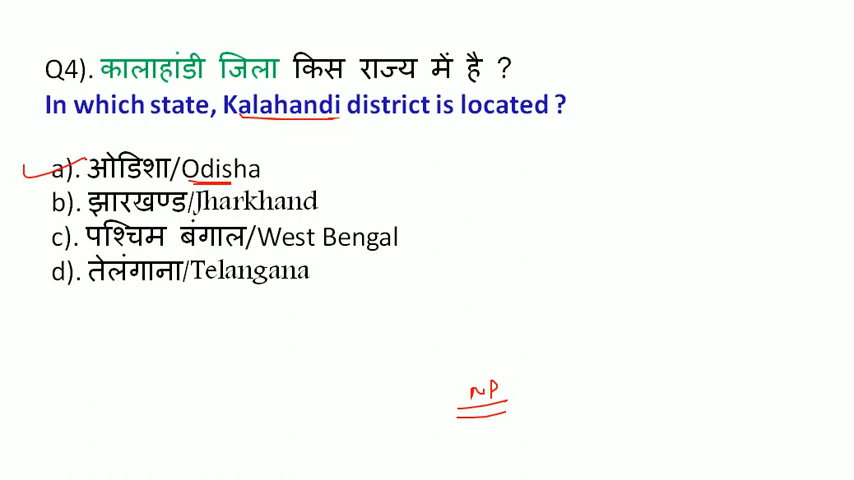 Q4). कालाहांडी जिला किस राज्य में है ?
In which state, Kalahandi district is located ?
a). ओडिशा/Odisha
b). झारखण्ड/Jharkhand
c). पश्चिम बंगाल/West Bengal
d). तेलंगाना/Telangana
NP